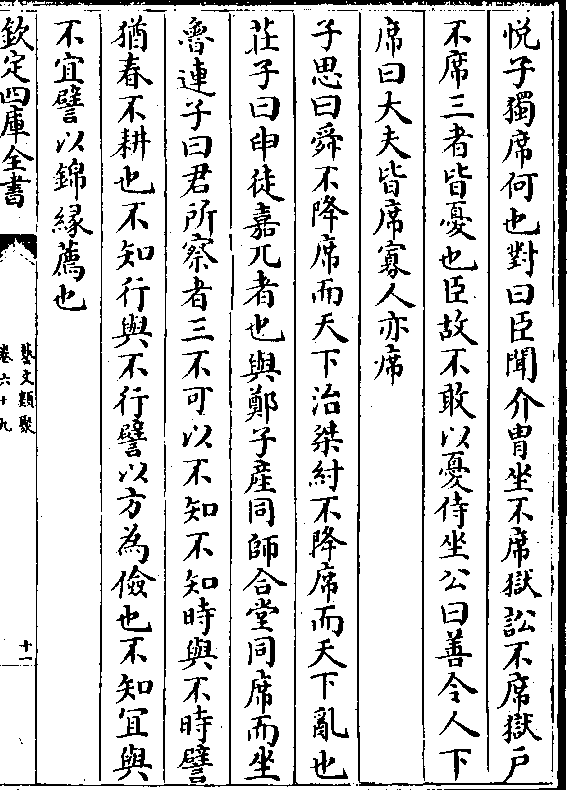 悦子獨席何也對曰臣聞介胄坐不席獄訟不席獄戶
不席三者皆憂也臣故不敢以憂侍坐公曰善令人下
席曰大夫皆席寡人亦席
子思曰舜不降席而天下治桀紂不降席而天下亂也
莊子曰申徒嘉兀者也與鄭子產同師合堂同席而坐
魯連子曰君所察者三不可以不知不知時與不時譬
猶春不耕也不知行與不行譬以方為儉也不知宜與
不宜譬以錦緣薦也
欽定四庫全書
藝文類聚
卷六十九
十一